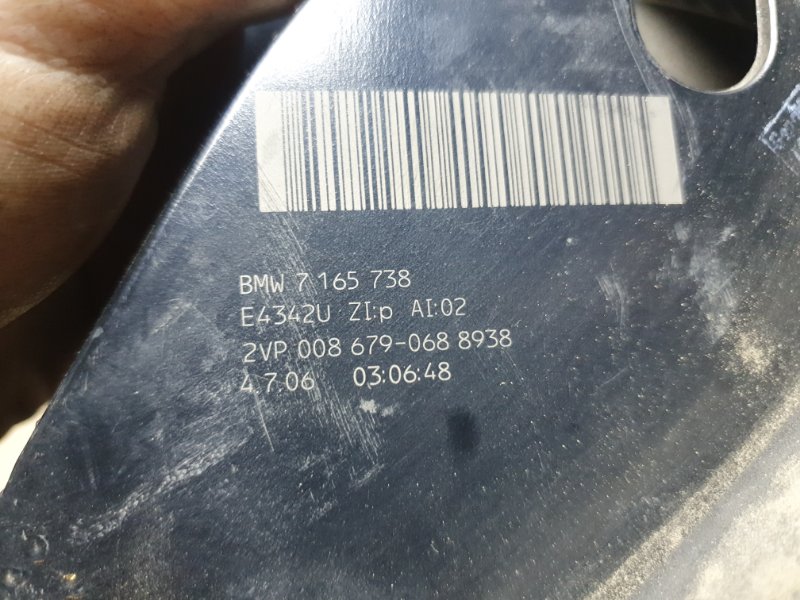 BMW 7 165 738
E4342U ZI:p AI:02
2VP 008 679-068 8938
4.7.06 03:06:48